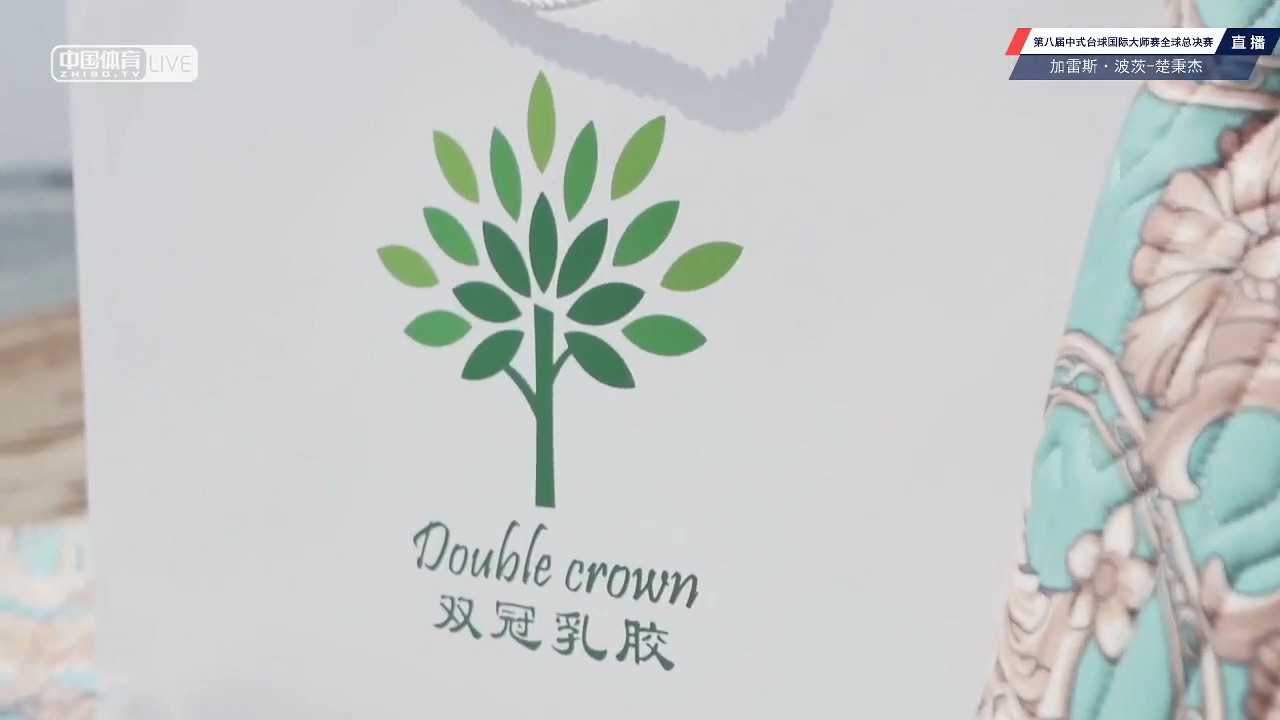 中国体育
ZHIBO.TV
LIVE
第八届中式台球国际大师赛全球总决赛
直播
加雷斯·波茨-楚秉杰
Double crown
双冠乳胶